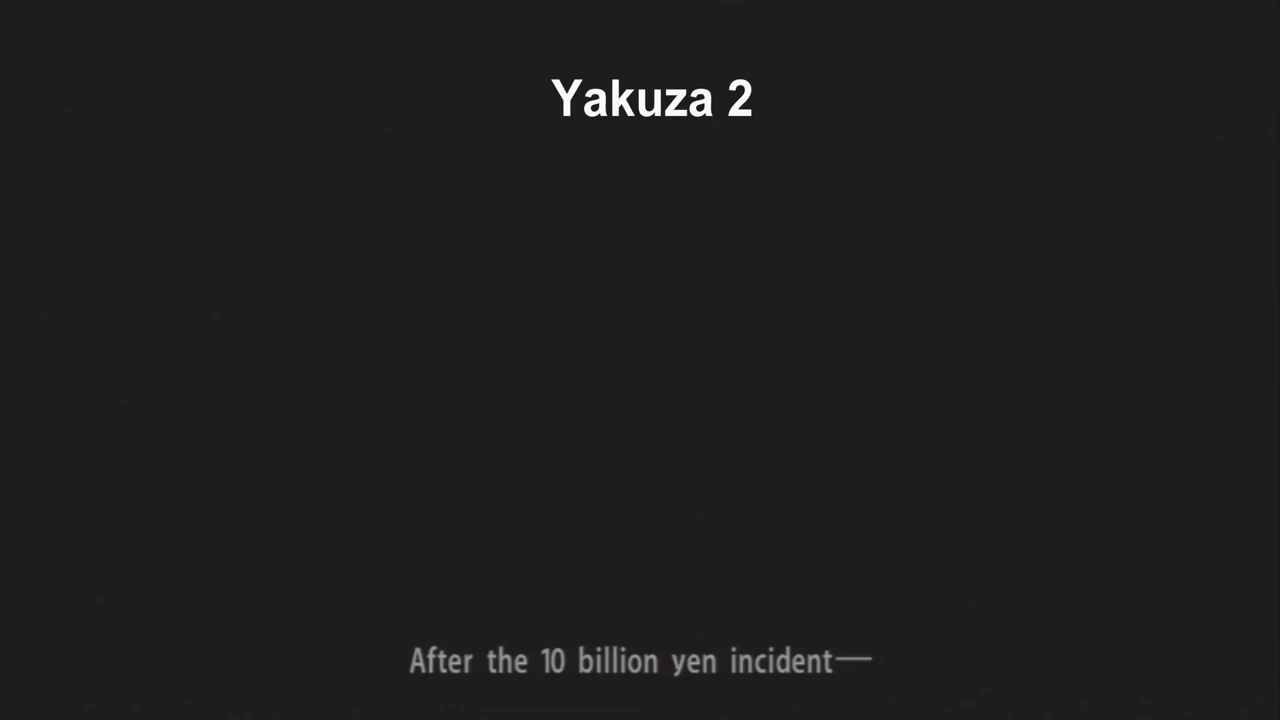 Yakuza 2
After the 10 billion yen incident—